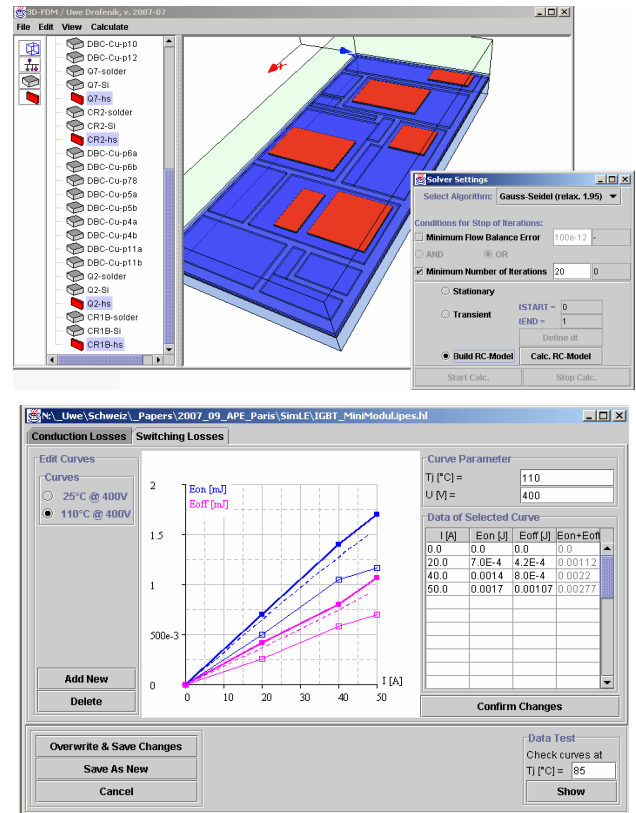 3D-FDM / Uwe Drofenik, v. 2007-07
File Edit View Calculate
DBC-Cu-p10
DBC-Cu-p12
Q7-solder
Q7-Si
Q7-hs
CR2-solder
CR2-Si
CR2-hs
DBC-Cu-p6a
DBC-Cu-p6b
DBC-Cu-p78
DBC-Cu-p5a
DBC-Cu-p5b
DBC-Cu-p4a
DBC-Cu-p4b
DBC-Cu-p11a
DBC-Cu-p11b
Q2-solder
Q2-Si
Q2-hs
CR1B-solder
CR1B-Si
CR1B-hs
Solver Settings
Select Algorithm: Gauss-Seidel (relax. 1.95)
Conditions for Stop of Iterations:
Minimum Flow Balance Error 100e-12 -
AND OR
Minimum Number of Iterations 20 0
Stationary
Transient
tSTART = 0
tEND = 1
Define dt
Build RC-Model Calc. RC-Model
Start Calc. Stop Calc.
N:\_Uwe\Schweiz\_Papers\2007_09_APE_Paris\SimLE\IGBT_MiniModul.ipes.hl
Conduction Losses Switching Losses
Edit Curves
Curves
25°C @ 400V
110°C @ 400V
Add New
Delete
Eon [mJ]
Eoff [mJ]
2
1.5
1
500e-3
0
0 10 20 30 40 50
I [A]
Curve Parameter
Tj [°C] = 110
U [V] = 400
Data of Selected Curve
I [A] Eon [J] Eoff [J] Eon+Eoff
0.0 0.0 0.0 0.0
20.0 7.0E-4 4.2E-4 0.00112
40.0 0.0014 8.0E-4 0.0022
50.0 0.0017 0.00107 0.00277
Confirm Changes
Overwrite & Save Changes
Save As New
Cancel
Data Test
Check curves at
Tj [°C] = 85
Show